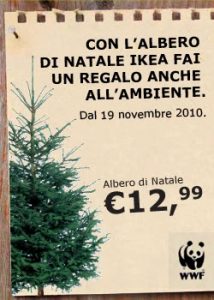 CON L'ALBERO
DI NATALE IKEA FAI
UN REGALO ANCHE
ALL'AMBIENTE.
Dal 19 novembre 2010.
Albero di Natale
€12,99
WWF